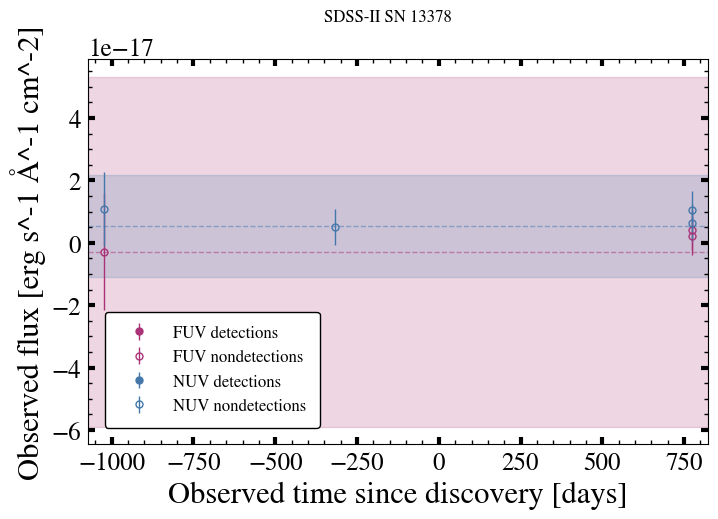 SDSS-II SN 13378
1e−17
Observed flux [erg s^-1 Å^-1 cm^-2]
4
2
0
−2
−4
−6
FUV detections
FUV nondetections
NUV detections
NUV nondetections
−1000 −750 −500 −250 0 250 500 750
Observed time since discovery [days]